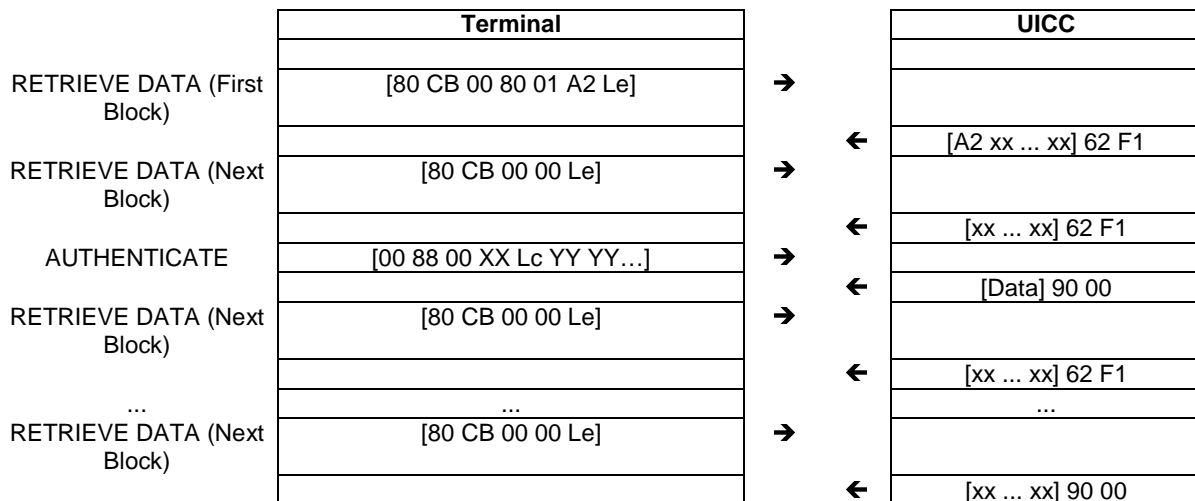 Terminal UICC
RETRIEVE DATA (First [80 CB 00 80 01 A2 Le] ➔
Block)
🡨 [A2 xx ... xx] 62 F1
RETRIEVE DATA (Next [80 CB 00 00 Le] ➔
Block)
🡨 [xx ... xx] 62 F1
AUTHENTICATE [00 88 00 XX Lc YY YY…] ➔
🡨 [Data] 90 00
RETRIEVE DATA (Next [80 CB 00 00 Le] ➔
Block)
🡨 [xx ... xx] 62 F1
... ... ...
RETRIEVE DATA (Next [80 CB 00 00 Le] ➔
Block)
🡨 [xx ... xx] 90 00